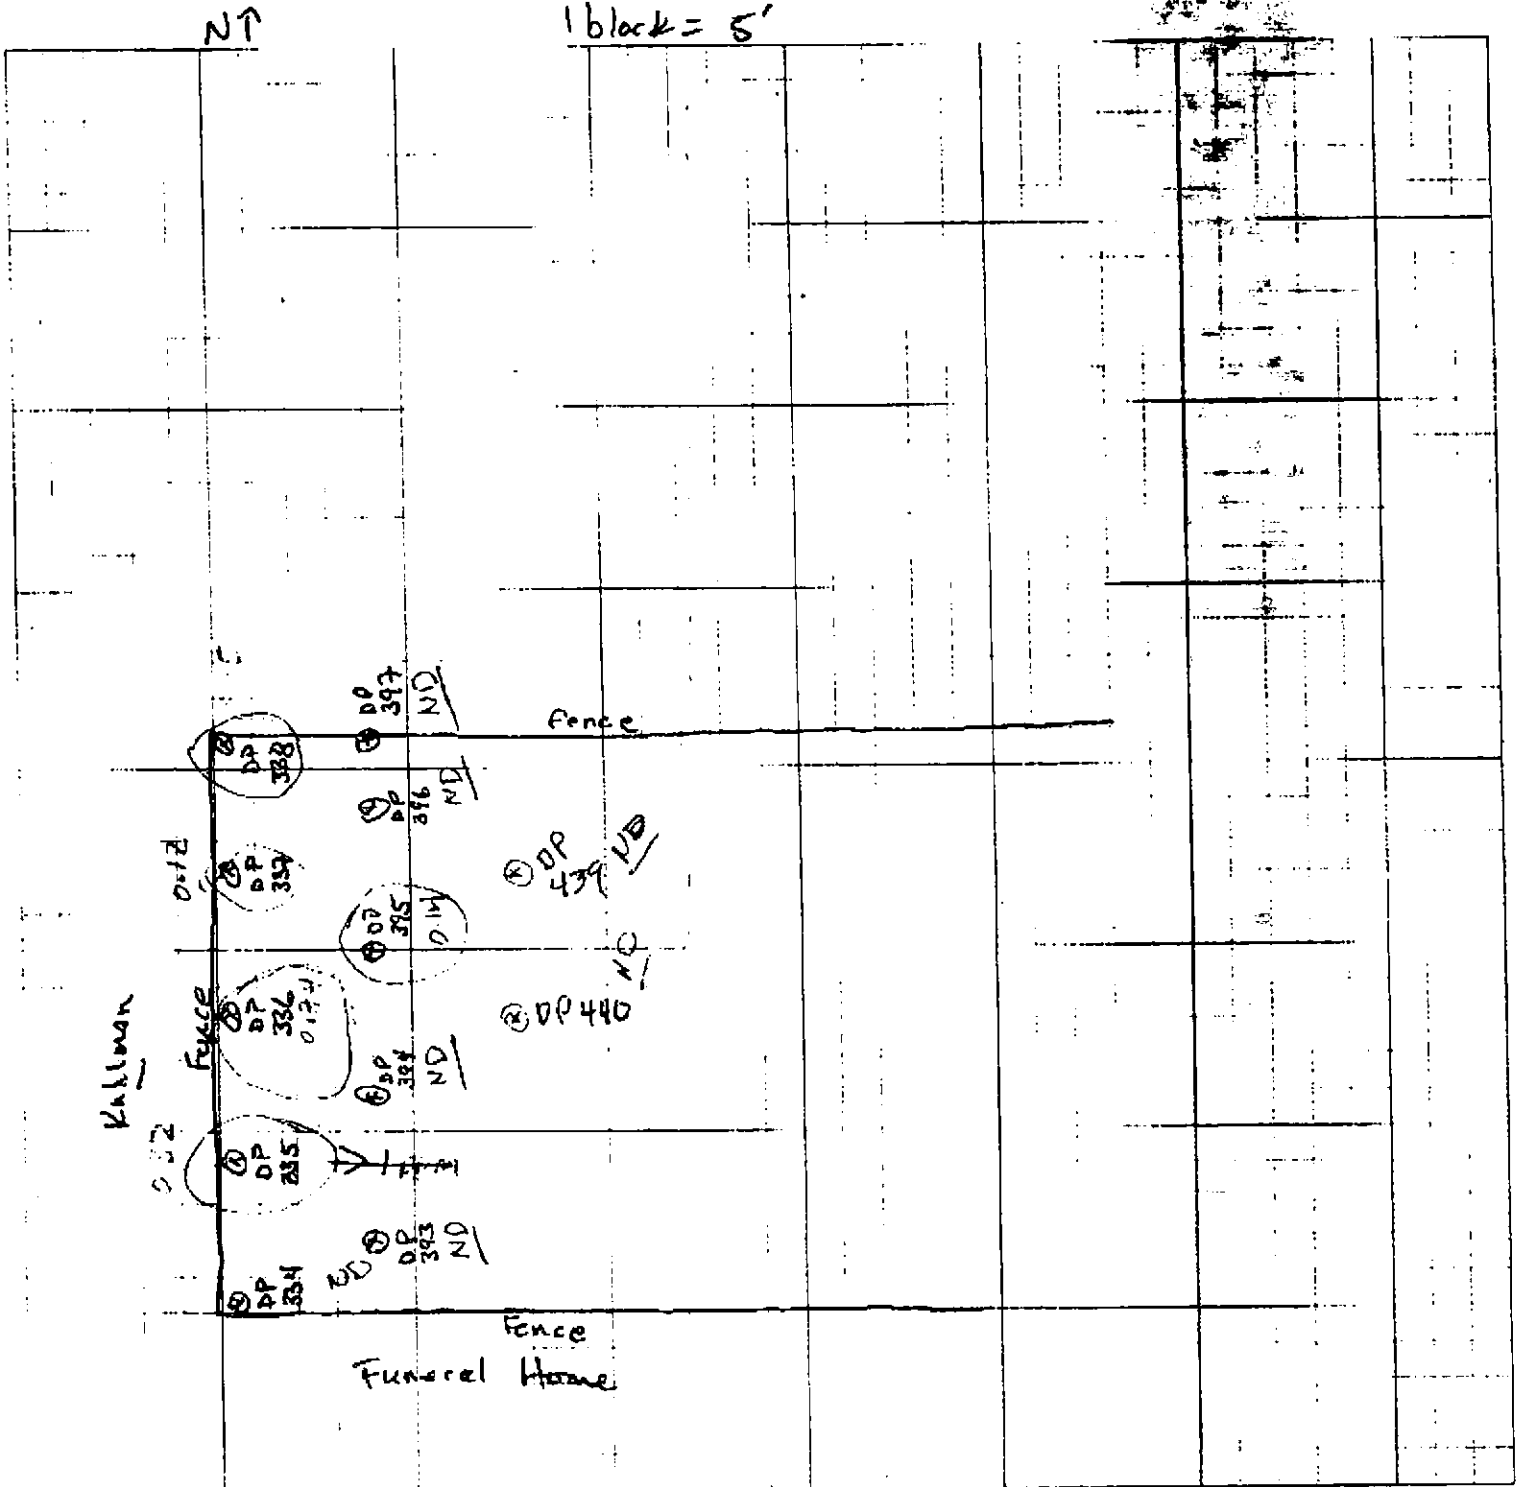 N↑
1 block = 5'
DP
397
ND
Fence
DP
338
DP
396
ND
0.12
DP
337
DP
439 ND
DP
395
0.14
ND
Kuhlman
Fence
DP
336
DP 440
DP
394
ND
DP
335
DP
393
ND
ND
DP
334
Fence
Funeral Home